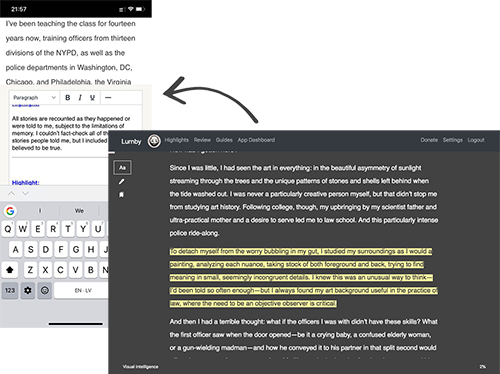 21:57
I've been teaching the class for fourteen
years now, training officers from thirteen
divisions of the NYPD, as well as the
police departments in Washington, DC,
Chicago, and Philadelphia, the Virginia
Paragraph B I U
All stories are recounted as they happened or
were told to me, subject to the limitations of
memory. I couldn't fact-check all of the
stories people told me, but I included
believed to be true.
Highlight:
I We
Q W E R T Y U I
A S D F G H J
Z X C V B
123 EN · LV
Lumby Highlights Review Guides App Dashboard Donate Settings Logout
Aa
Since I was little, I had seen the art in everything: in the beautiful asymmetry of sunlight
streaming through the trees and the unique patterns of stones and shells left behind when
the tide washed out. I was never a particularly creative person myself, but that didn't stop me
from studying art history. Following college, though, my upbringing by my scientist father and
ultra-practical mother and a desire to serve led me to law school. And this particularly intense
police ride-along.
To detach myself from the worry bubbling in my gut, I studied my surroundings as I would a
painting, analyzing each nuance, taking stock of both foreground and back, trying to find
meaning in small, seemingly incongruent details. I knew this was an unusual way to think—
I'd been told so often enough—but I always found my art background useful in the practice of
law, where the need to be an objective observer is critical.
And then I had a terrible thought: what if the officers I was with didn't have these skills? What
the first officer saw when the door opened—be it a crying baby, a confused elderly woman,
or a gun-wielding madman—and how he conveyed it to his partner in that split second would
Visual Intelligence 2%